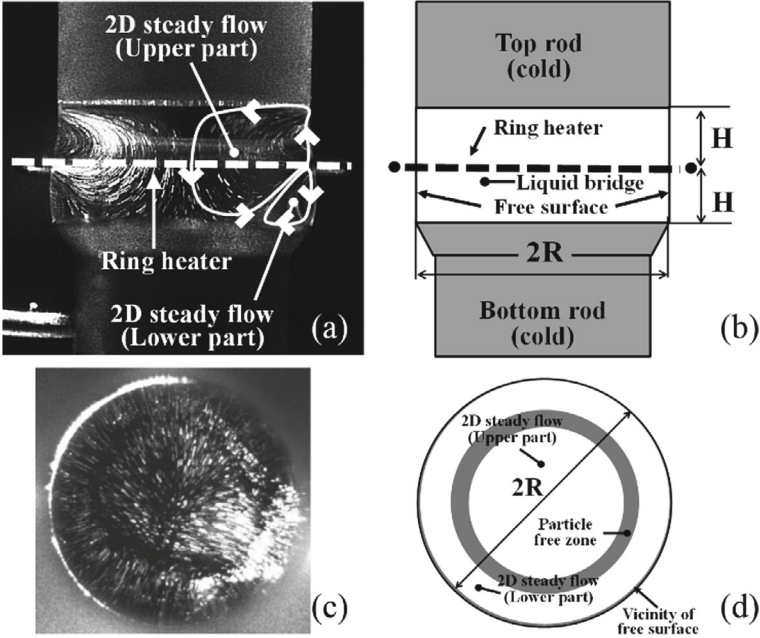 2D steady flow
(Upper part)
Ring heater
2D steady flow
(Lower part)
(a)
Top rod
(cold)
Ring heater
H
Liquid bridge
Free surface
H
2R
Bottom rod
(cold)
(b)
(c)
2D steady flow
(Upper part)
2R
Particle
free zone
2D steady flow
(Lower part)
Vicinity of
free surface
(d)